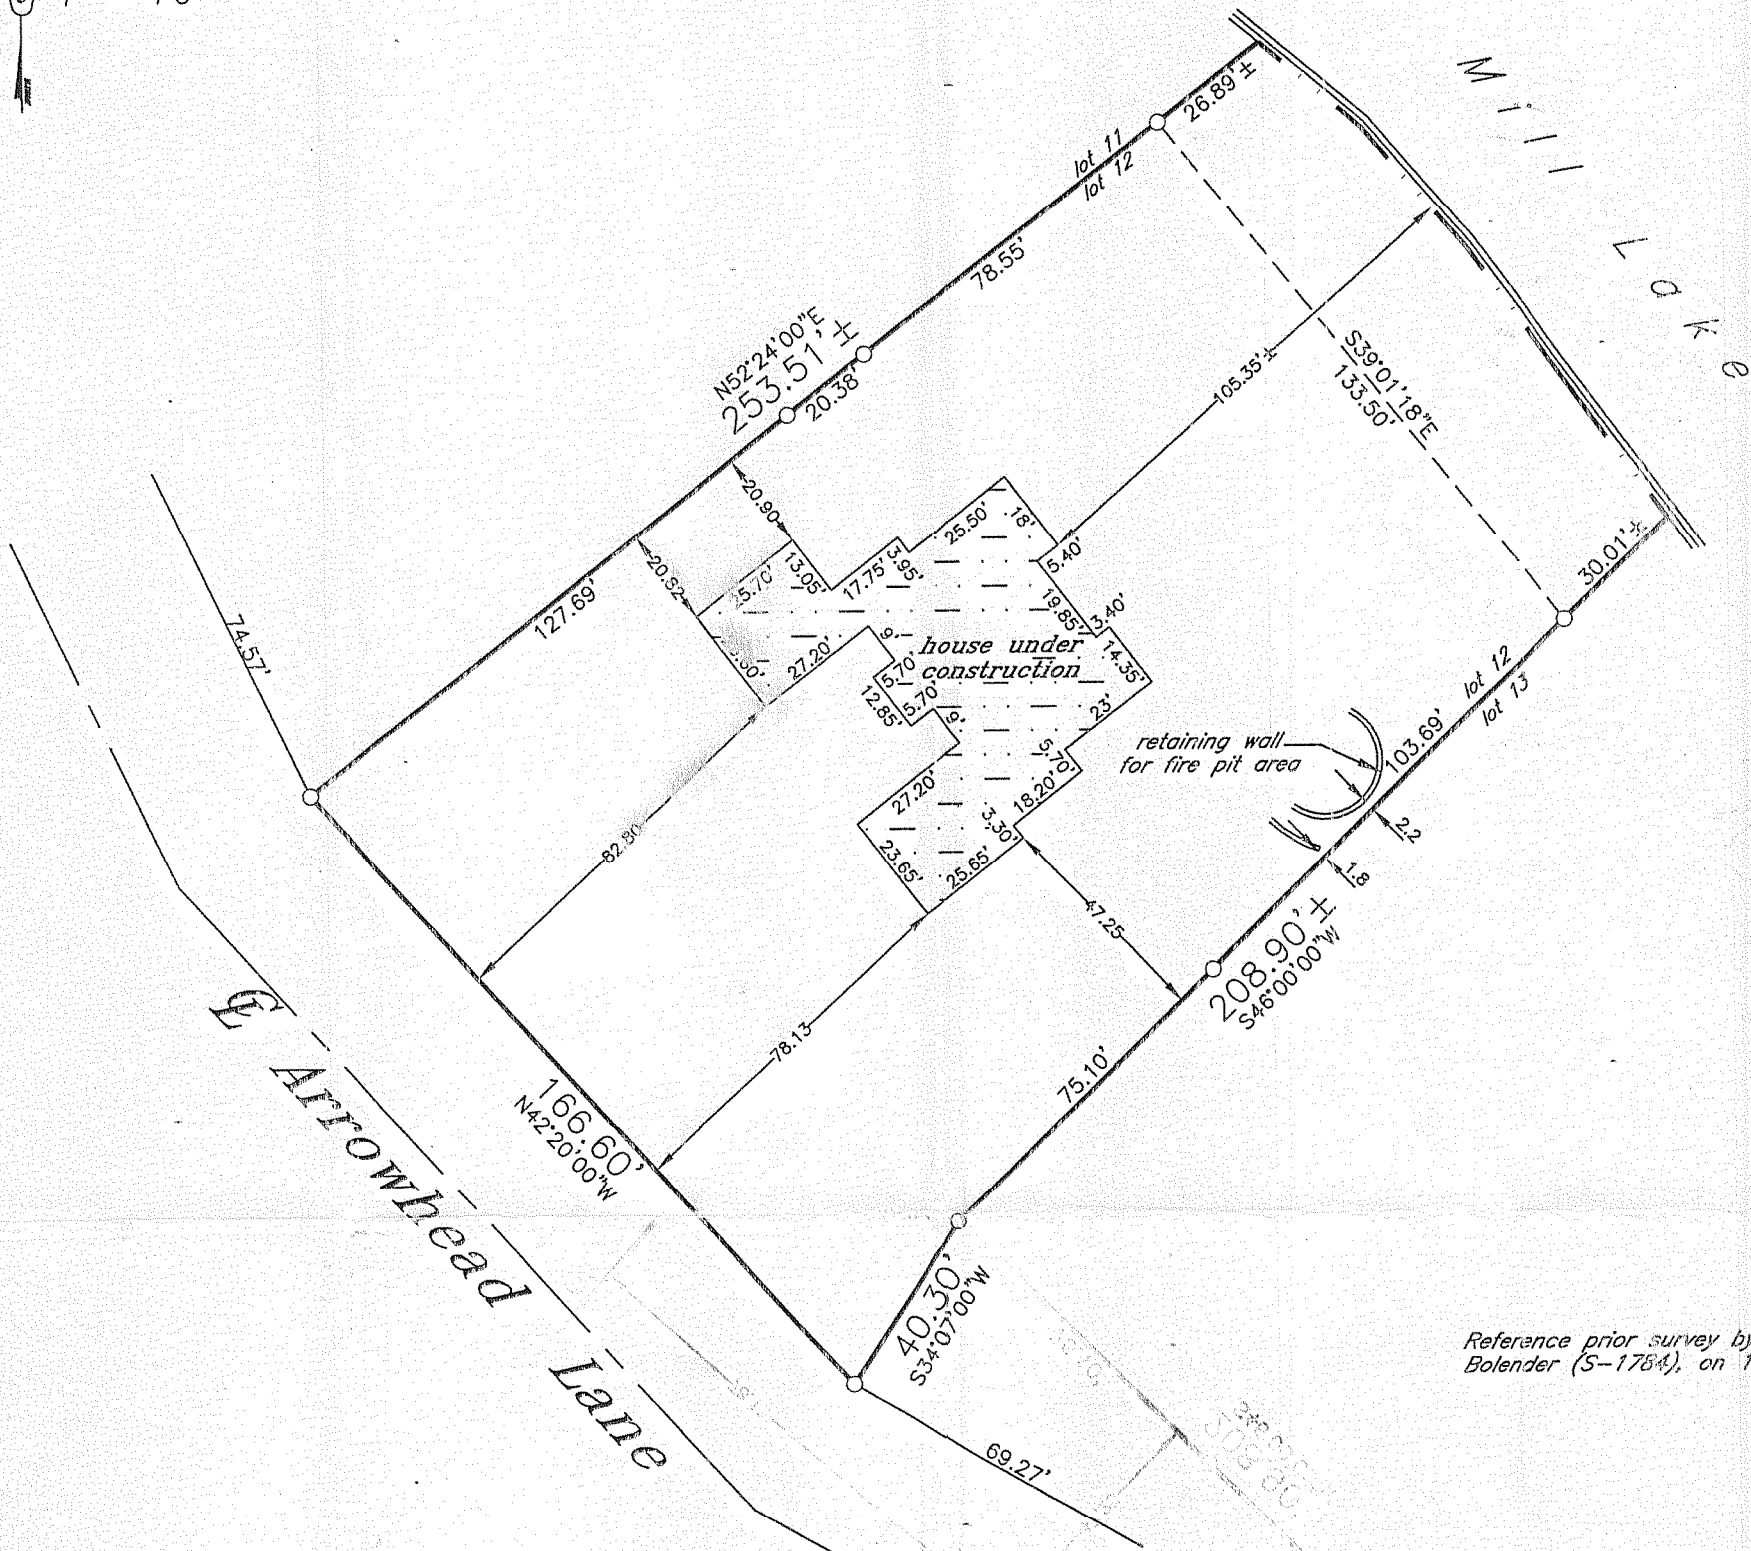 Mill Lake
26.89'±
lot 11
lot 12
78.55'
N52°24'00"E
253.51'±
20.38'
105.35'±
S39°01'18"E
133.50'
20.90
25.50'
18'
5.40'
13.05'
17.75'
3.95'
20.82
127.69'
19.85'
3.40'
14.35'
27.20'
9'
house under
construction
5.70'
12.85'
5.70'
9'
23'
5.70'
18.20'
3.30'
27.20'
23.65'
25.65'
30.01'±
lot 12
lot 13
retaining wall
for fire pit area
103.69'
2.2
1.8
74.57'
82.80
47.25
208.90'±
S46°00'00"W
78.13
75.10'
166.60'
N42°20'00"W
40.30'
S34°07'00"W
69.27'
℄ Arrowhead Lane
Reference prior survey by
Bolender (S-1784), on 1